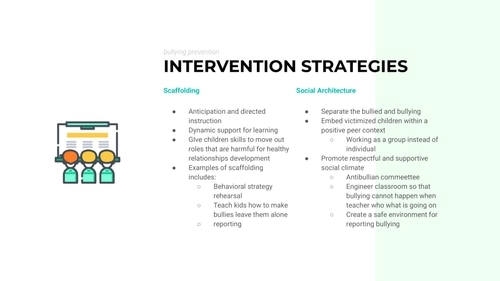 bullying prevention
INTERVENTION STRATEGIES
Scaffolding
● Anticipation and directed
instruction
● Dynamic support for learning
● Give children skills to move out
roles that are harmful for healthy
relationships development
● Examples of scaffolding
includes:
○ Behavioral strategy
rehearsal
○ Teach kids how to make
bullies leave them alone
○ reporting
Social Architecture
● Separate the bullied and bullying
● Embed victimized children within a
positive peer context
○ Working as a group instead of
individual
● Promote respectful and supportive
social climate
○ Antibullian commeettee
○ Engineer classroom so that
bullying cannot happen when
teacher who what is going on
○ Create a safe environment for
reporting bullying